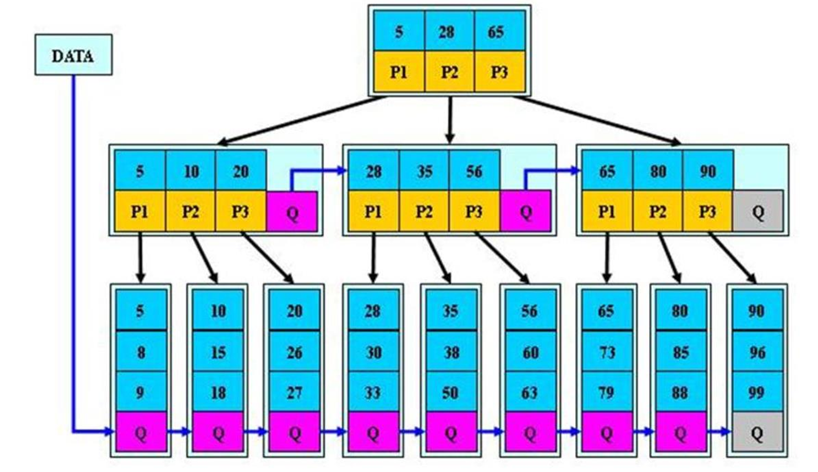 5 28 65
DATA
P1 P2 P3
5 10 20 28 35 56 65 80 90
P1 P2 P3 Q P1 P2 P3 Q P1 P2 P3 Q
5 10 20 28 35 56 65 80 90
8 15 26 30 38 60 73 85 96
9 18 27 33 50 63 79 88 99
Q Q Q Q Q Q Q Q Q